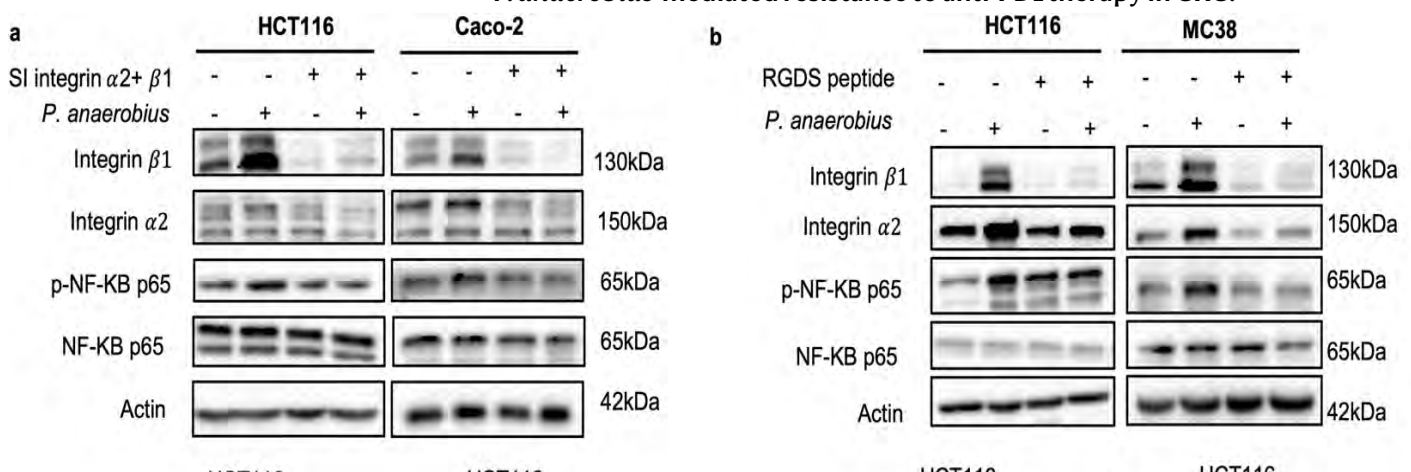 a
HCT116 Caco-2
SI integrin α2+ β1 - - + + - - + +
P. anaerobius - + - + - + - +
Integrin β1 130kDa
Integrin α2 150kDa
p-NF-KB p65 65kDa
NF-KB p65 65kDa
Actin 42kDa
b
HCT116 MC38
RGDS peptide - - + + - - + +
P. anaerobius - + - + - + - +
Integrin β1 130kDa
Integrin α2 150kDa
p-NF-KB p65 65kDa
NF-KB p65 65kDa
Actin 42kDa